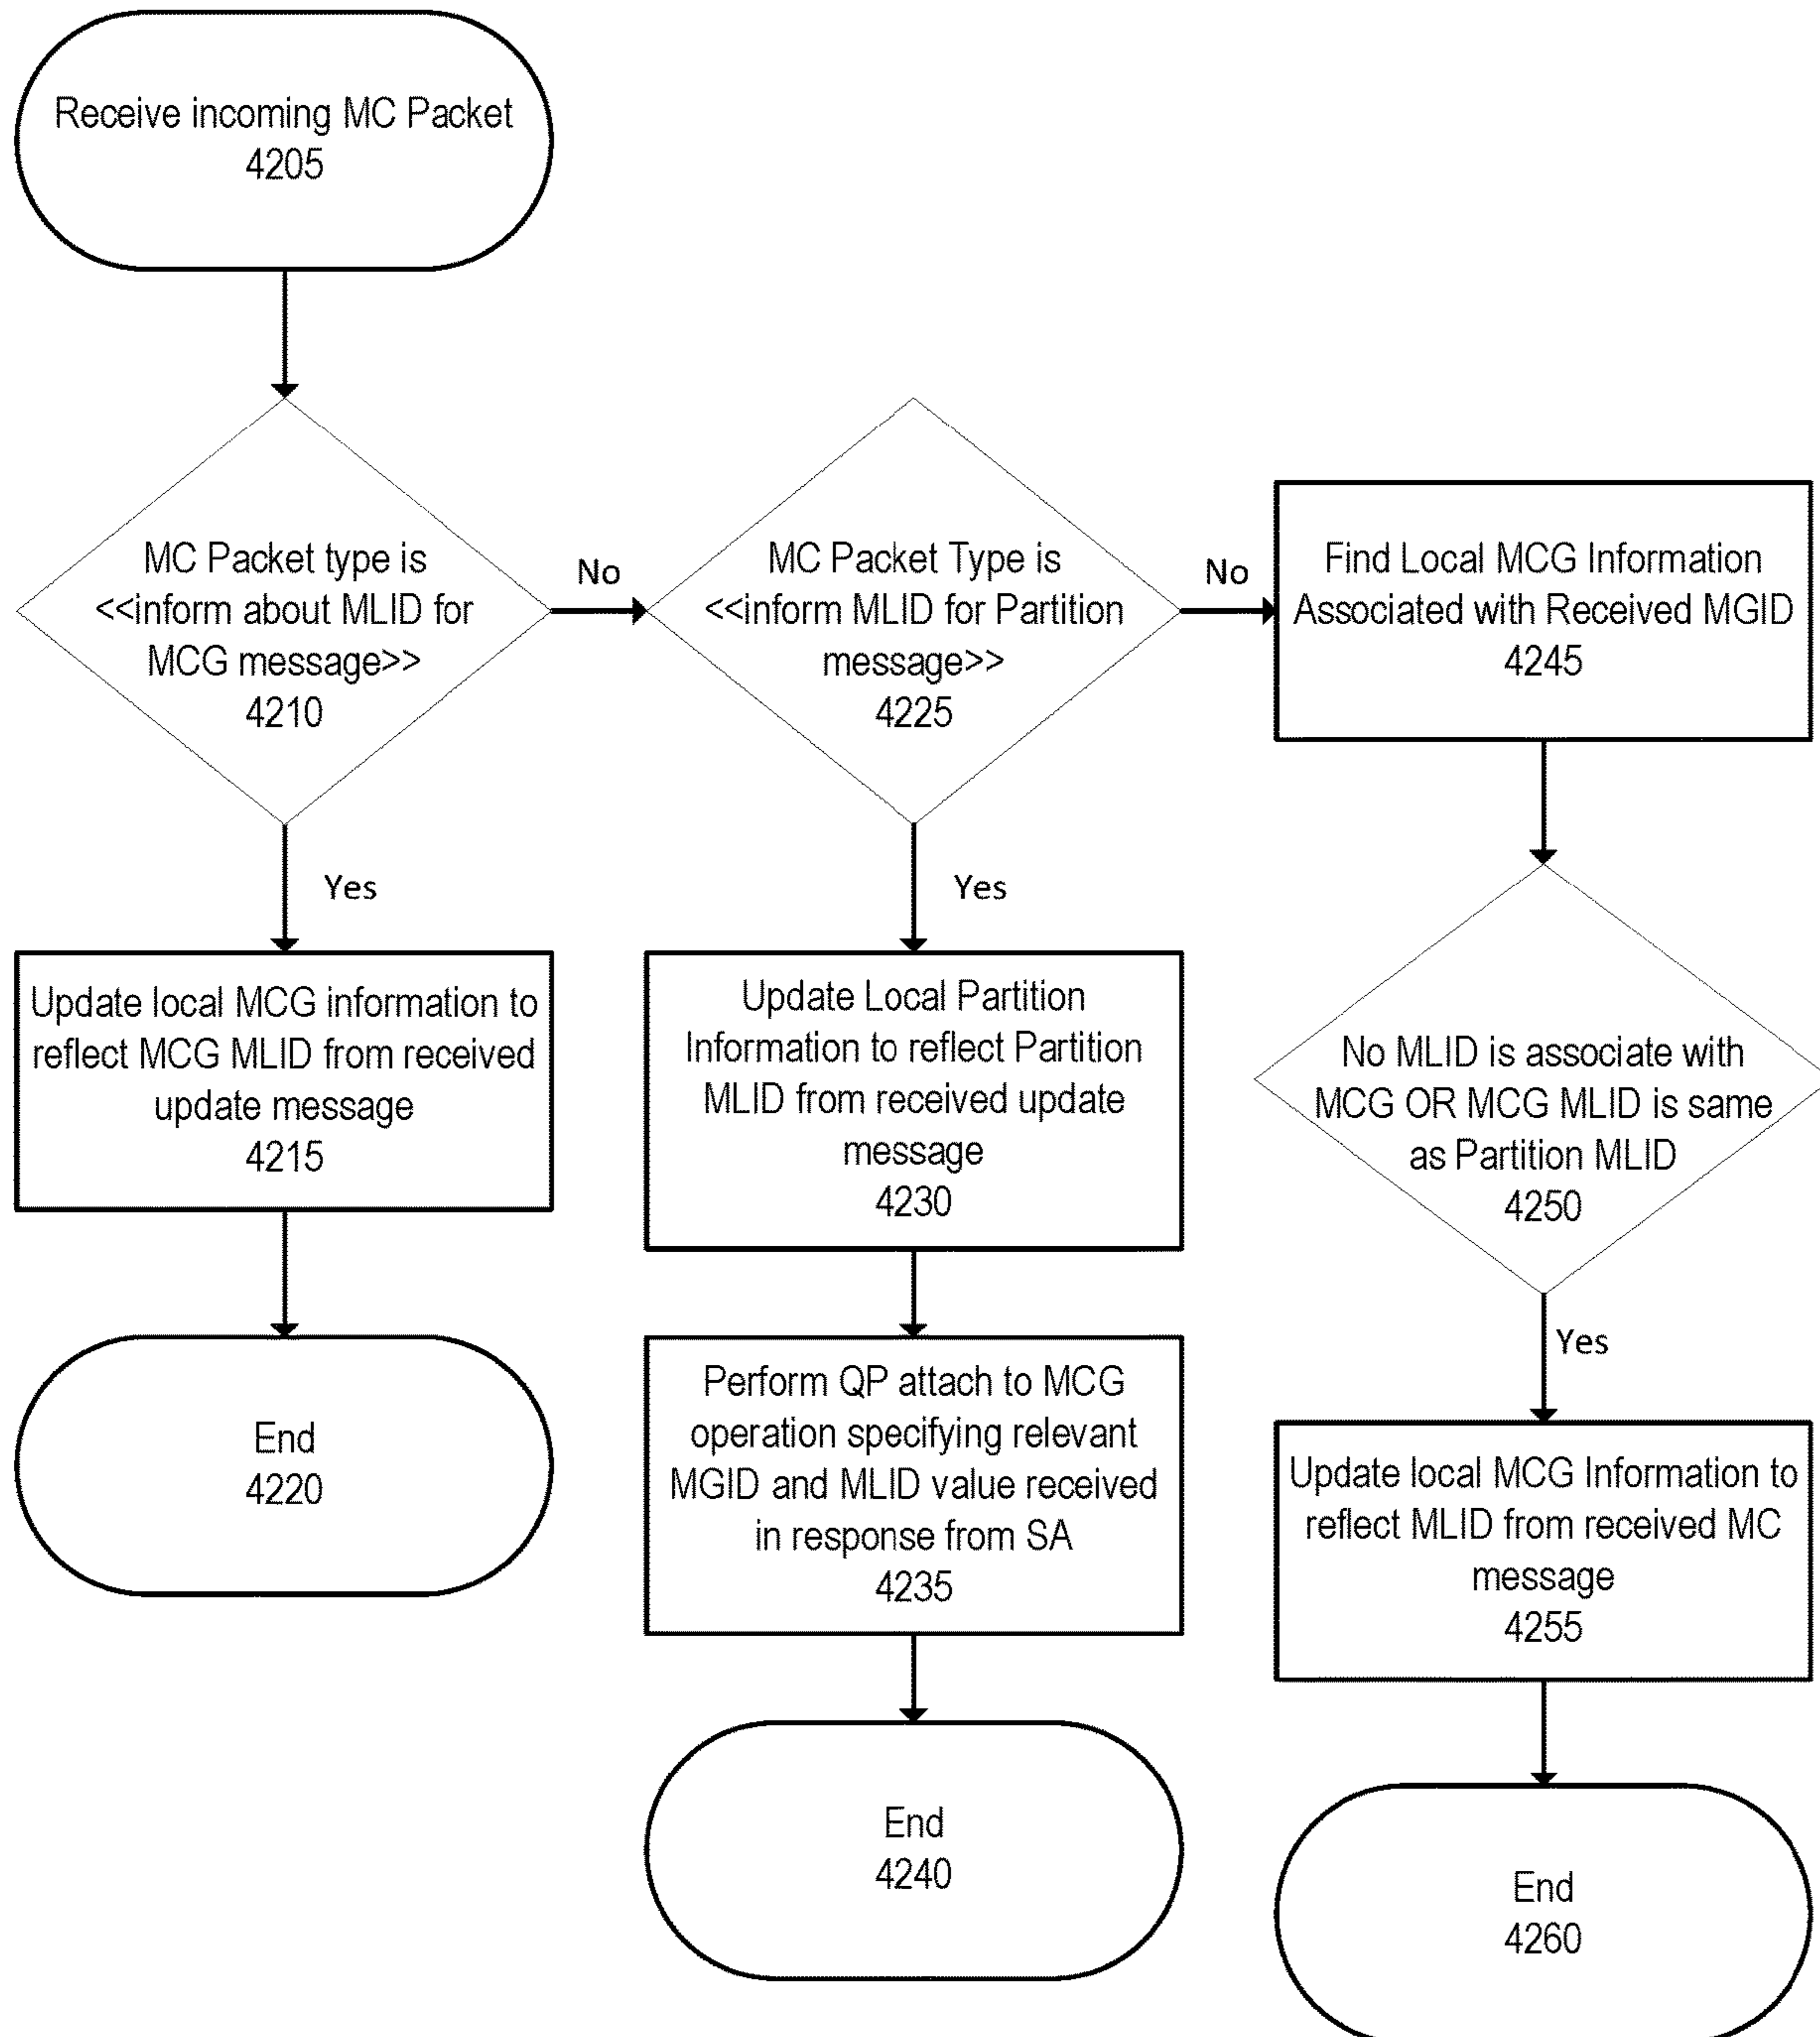 Receive incoming MC Packet
4205
MC Packet type is
<<inform about MLID for
MCG message>>
4210
No
MC Packet Type is
<<inform MLID for Partition
message>>
4225
No
Find Local MCG Information
Associated with Received MGID
4245
Yes
Update local MCG information to
reflect MCG MLID from received
update message
4215
End
4220
Yes
Update Local Partition
Information to reflect Partition
MLID from received update
message
4230
Perform QP attach to MCG
operation specifying relevant
MGID and MLID value received
in response from SA
4235
End
4240
No MLID is associate with
MCG OR MCG MLID is same
as Partition MLID
4250
Yes
Update local MCG Information to
reflect MLID from received MC
message
4255
End
4260